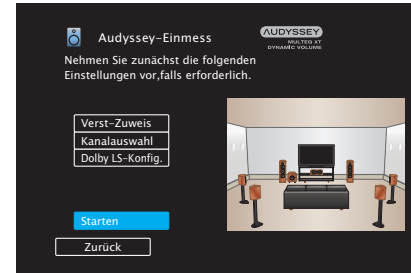 Audyssey-Einmess
AUDYSSEY
MULTEQ XT
DYNAMIC VOLUME
Nehmen Sie zunächst die folgenden
Einstellungen vor,falls erforderlich.
Verst-Zuweis
Kanalauswahl
Dolby LS-Konfig.
Starten
Zurück